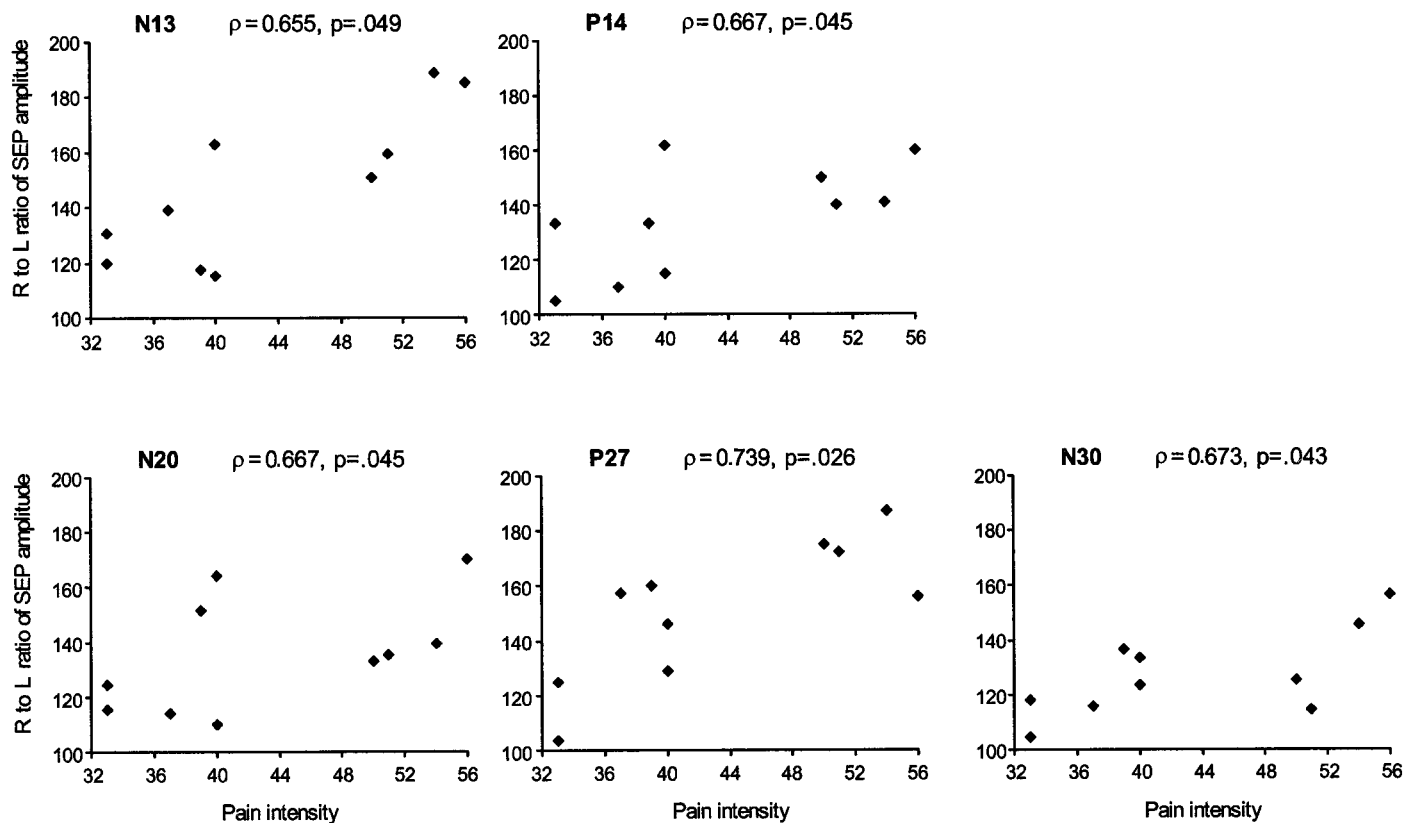 N13 ρ=0.655, p=.049
R to L ratio of SEP amplitude
200
180
160
140
120
100
32 36 40 44 48 52 56
P14 ρ=0.667, p=.045
200
180
160
140
120
100
32 36 40 44 48 52 56
N20 ρ=0.667, p=.045
R to L ratio of SEP amplitude
200
180
160
140
120
100
32 36 40 44 48 52 56
Pain intensity
P27 ρ=0.739, p=.026
200
180
160
140
120
100
32 36 40 44 48 52 56
Pain intensity
N30 ρ=0.673, p=.043
200
180
160
140
120
100
32 36 40 44 48 52 56
Pain intensity